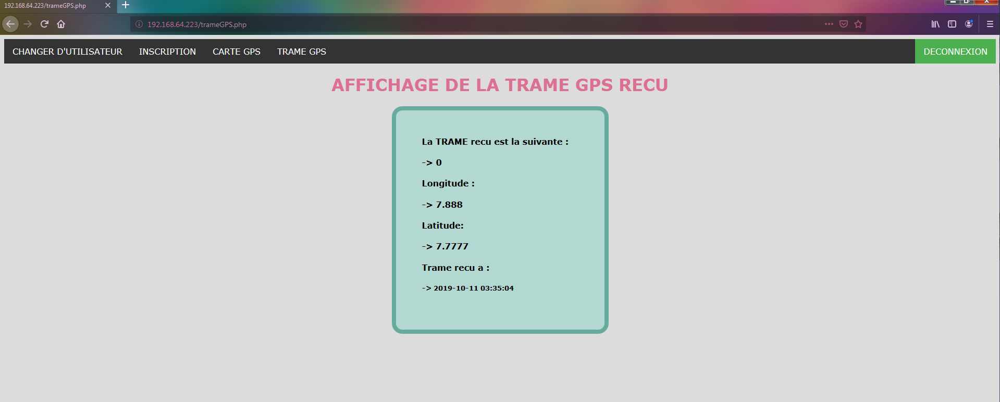 192.168.64.223/trameGPS.php
192.168.64.223/trameGPS.php
CHANGER D'UTILISATEUR INSCRIPTION CARTE GPS TRAME GPS DECONNEXION
AFFICHAGE DE LA TRAME GPS RECU
La TRAME recu est la suivante :
-> 0
Longitude :
-> 7.888
Latitude:
-> 7.7777
Trame recu a :
-> 2019-10-11 03:35:04